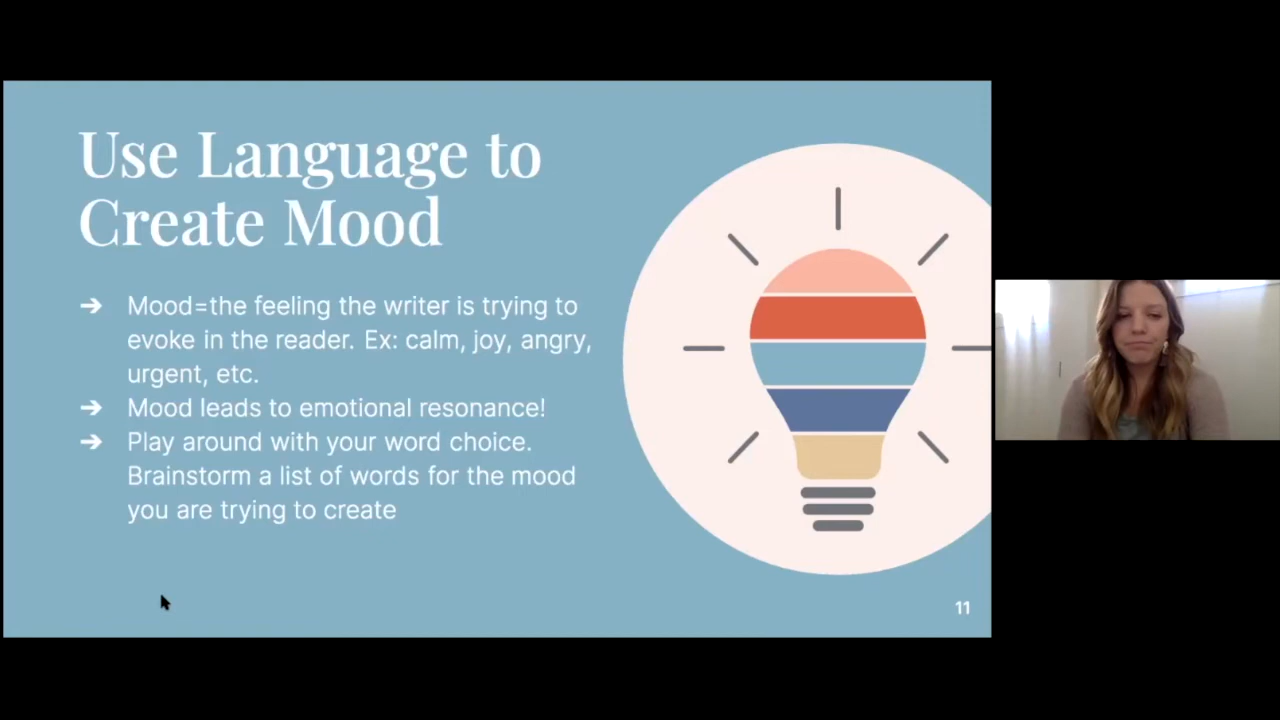 Use Language to
Create Mood
➔ Mood=the feeling the writer is trying to
evoke in the reader. Ex: calm, joy, angry,
urgent, etc.
➔ Mood leads to emotional resonance!
➔ Play around with your word choice.
Brainstorm a list of words for the mood
you are trying to create
11